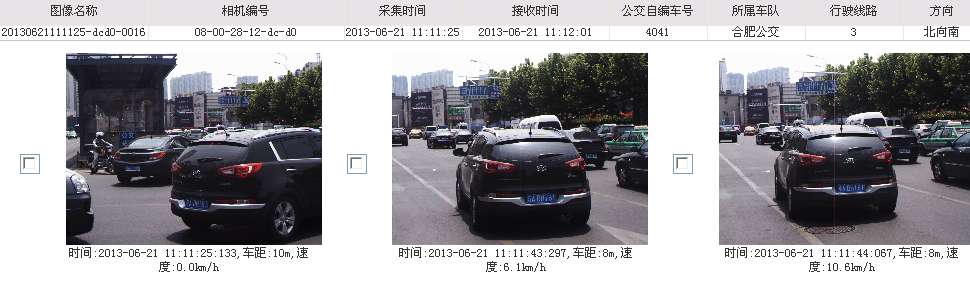 图像名称 相机编号 采集时间 接收时间 公交自编车号 所属车队 行驶线路 方向
20130621111125-dcd0-0016 08-00-28-12-dc-d0 2013-06-21 11:11:25 2013-06-21 11:12:01 4041 合肥公交 3 北向南
时间:2013-06-21 11:11:25:133,车距:10m,速
度:0.0km/h
时间:2013-06-21 11:11:43:297,车距:8m,速
度:6.1km/h
时间:2013-06-21 11:11:44:067,车距:8m,速
度:10.6km/h